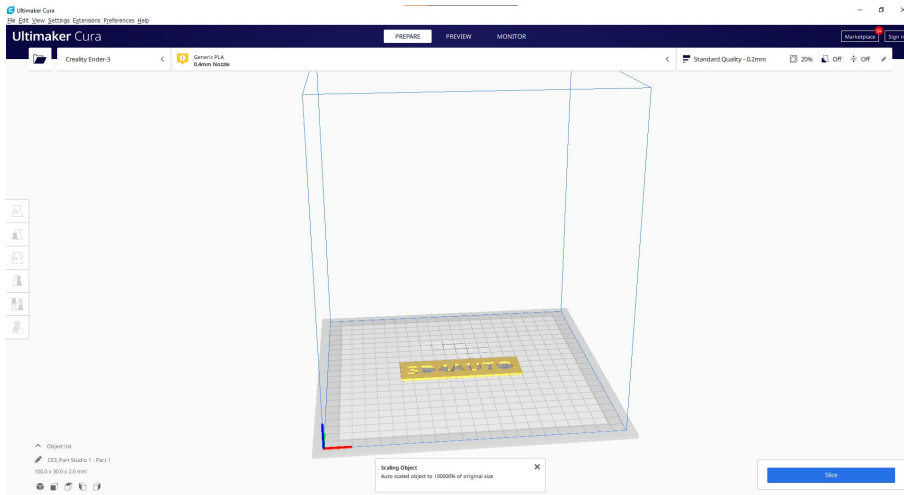 Ultimaker Cura
File Edit View Settings Extensions Preferences Help
Ultimaker Cura
PREPARE PREVIEW MONITOR
Marketplace
Sign in
Creality Ender-3
Generic PLA
0.4mm Nozzle
Standard Quality - 0.2mm
20% Off Off
Object list
CE3_Part Studio 1 - Part 1
100.0 x 30.0 x 2.0 mm
Scaling Object
Auto scaled object to 100000% of original size
Slice